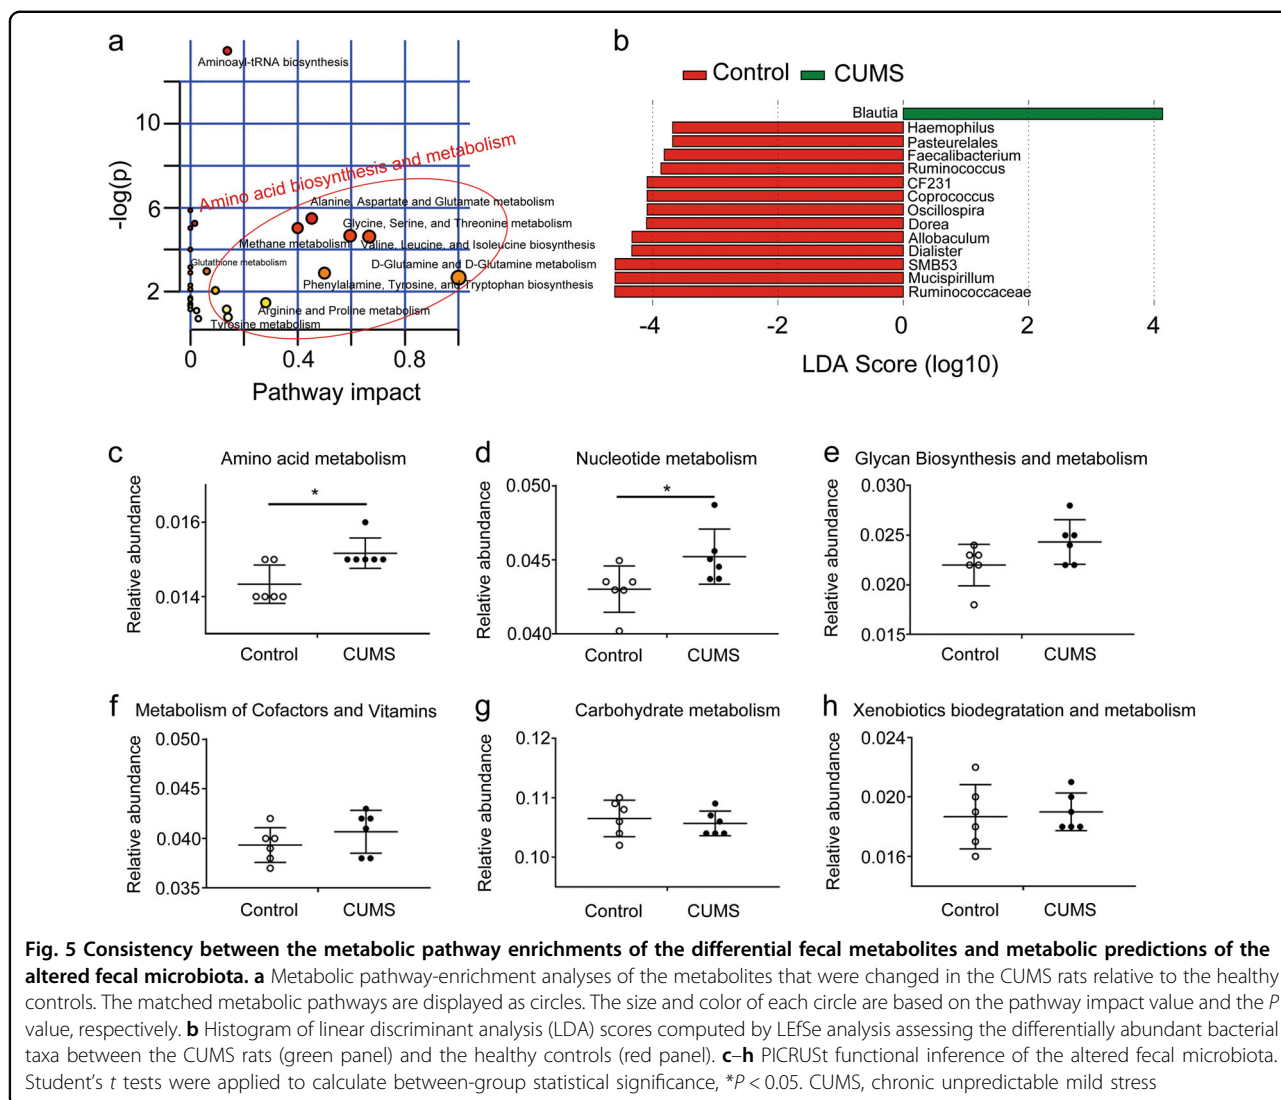 a
Aminoayl-tRNA biosynthesis
10
6
2
-log(p)
Amino acid biosynthesis and metabolism
Alanine, Aspartate and Glutamate metabolism
Glycine, Serine, and Threonine metabolism
Methane metabolism
Valine, Leucine, and Isoleucine biosynthesis
Glutathione metabolism
D-Glutamine and D-Glutamine metabolism
Phenylalamine, Tyrosine, and Tryptophan biosynthesis
Arginine and Proline metabolism
Tyrosine metabolism
0 0.4 0.8
Pathway impact
b
Control CUMS
Blautia
Haemophilus
Pasteurelales
Faecalibacterium
Ruminococcus
CF231
Coprococcus
Oscillospira
Dorea
Allobaculum
Dialister
SMB53
Mucispirillum
Ruminococcaceae
-4 -2 0 2 4
LDA Score (log10)
c
Amino acid metabolism
*
Relative abundance
0.016
0.014
Control CUMS
d
Nucleotide metabolism
*
Relative abundance
0.050
0.045
0.040
Control CUMS
e
Glycan Biosynthesis and metabolism
Relative abundance
0.030
0.025
0.020
0.015
Control CUMS
f
Metabolism of Cofactors and Vitamins
Relative abundance
0.050
0.045
0.040
0.035
Control CUMS
g
Carbohydrate metabolism
Relative abundance
0.12
0.11
0.10
Control CUMS
h
Xenobiotics biodegratation and metabolism
Relative abundance
0.024
0.020
0.016
Control CUMS
Fig. 5 Consistency between the metabolic pathway enrichments of the differential fecal metabolites and metabolic predictions of the
altered fecal microbiota. a Metabolic pathway-enrichment analyses of the metabolites that were changed in the CUMS rats relative to the healthy
controls. The matched metabolic pathways are displayed as circles. The size and color of each circle are based on the pathway impact value and the P
value, respectively. b Histogram of linear discriminant analysis (LDA) scores computed by LEfSe analysis assessing the differentially abundant bacterial
taxa between the CUMS rats (green panel) and the healthy controls (red panel). c–h PICRUSt functional inference of the altered fecal microbiota.
Student's t tests were applied to calculate between-group statistical significance, *P < 0.05. CUMS, chronic unpredictable mild stress